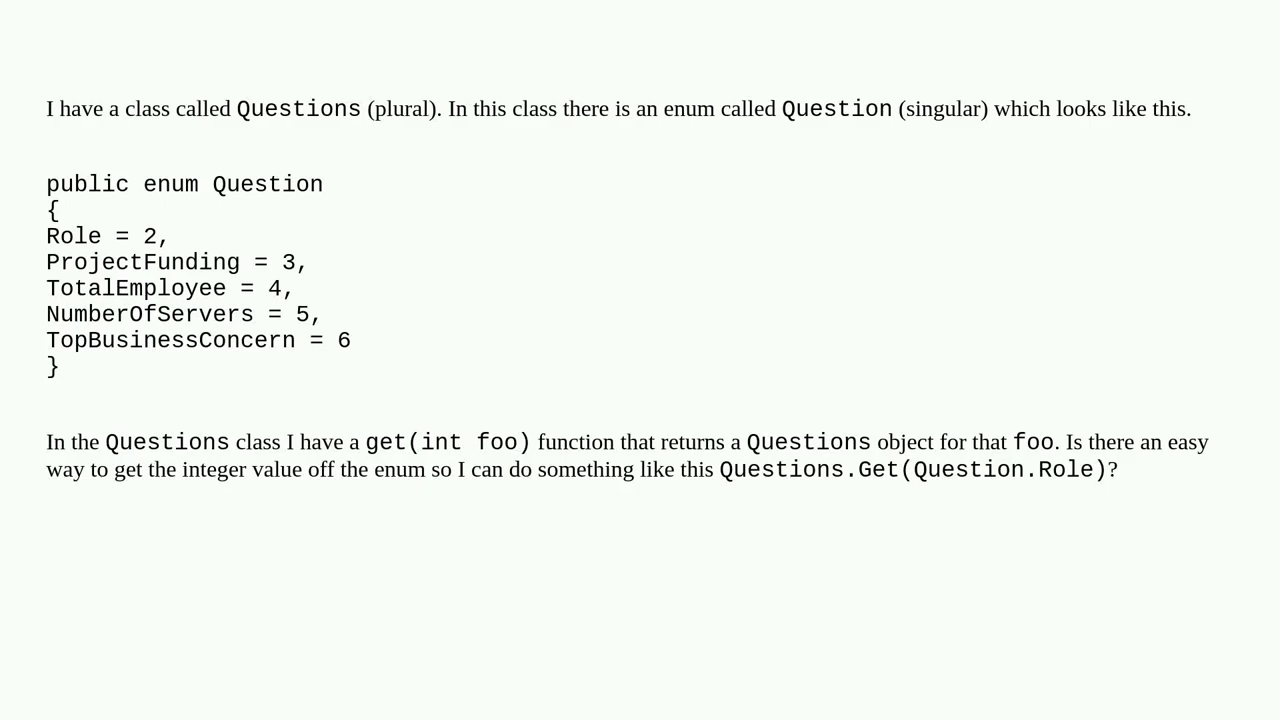 I have a class called Questions (plural). In this class there is an enum called Question (singular) which looks like this.
public enum Question
{
Role = 2,
ProjectFunding = 3,
TotalEmployee = 4,
NumberOfServers = 5,
TopBusinessConcern = 6
}
In the Questions class I have a get(int foo) function that returns a Questions object for that foo. Is there an easy
way to get the integer value off the enum so I can do something like this Questions.Get(Question.Role)?